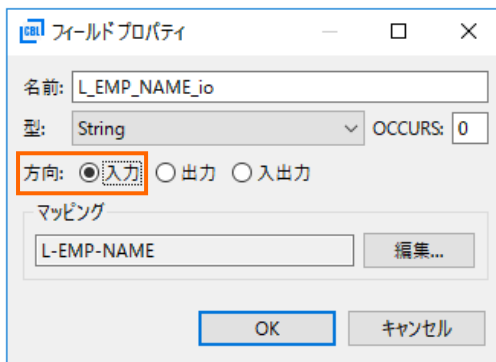 CBL フィールド プロパティ
名前: L_EMP_NAME_io
型: String OCCURS: 0
方向: 入力 出力 入出力
マッピング
L-EMP-NAME 編集...
OK キャンセル